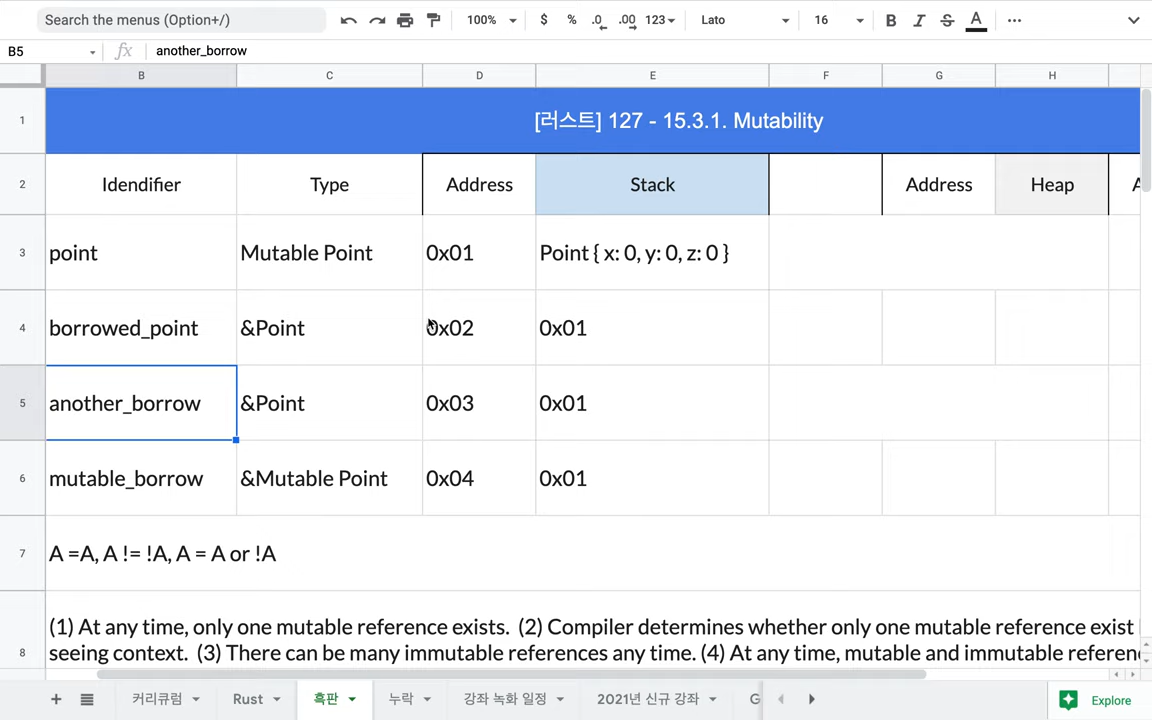 Search the menus (Option+/) 100% $ % .0 .00 123 Lato 16 B I S A ...
B5 fx another_borrow
B C D E F G H
1 [러스트] 127 - 15.3.1. Mutability
2 Idendifier Type Address Stack Address Heap A
3 point Mutable Point 0x01 Point { x: 0, y: 0, z: 0 }
4 borrowed_point &Point 0x02 0x01
5 another_borrow &Point 0x03 0x01
6 mutable_borrow &Mutable Point 0x04 0x01
7 A =A, A != !A, A = A or !A
(1) At any time, only one mutable reference exists. (2) Compiler determines whether only one mutable reference exist
8 seeing context. (3) There can be many immutable references any time. (4) At any time, mutable and immutable referen
+ 커리큘럼 Rust 흑판 누락 강좌 녹화 일정 2021년 신규 강좌 G Explore